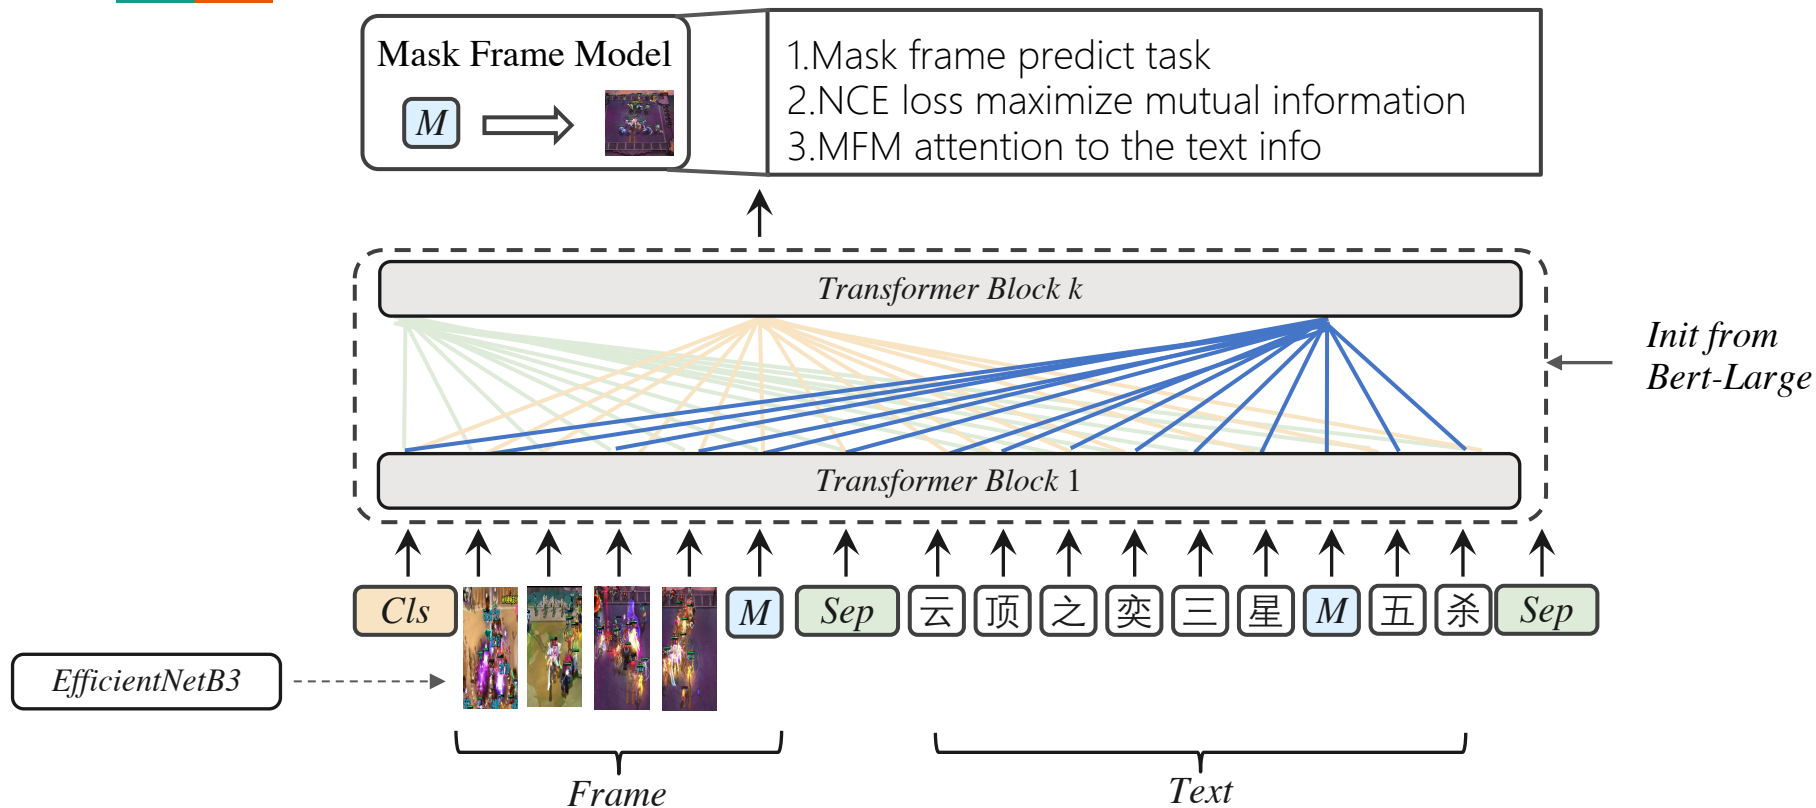 Mask Frame Model
M
1.Mask frame predict task
2.NCE loss maximize mutual information
3.MFM attention to the text info
Transformer Block k
Init from
Bert-Large
Transformer Block 1
Cls
M
Sep
云
顶
之
奕
三
星
M
五
杀
Sep
EfficientNetB3
Frame
Text